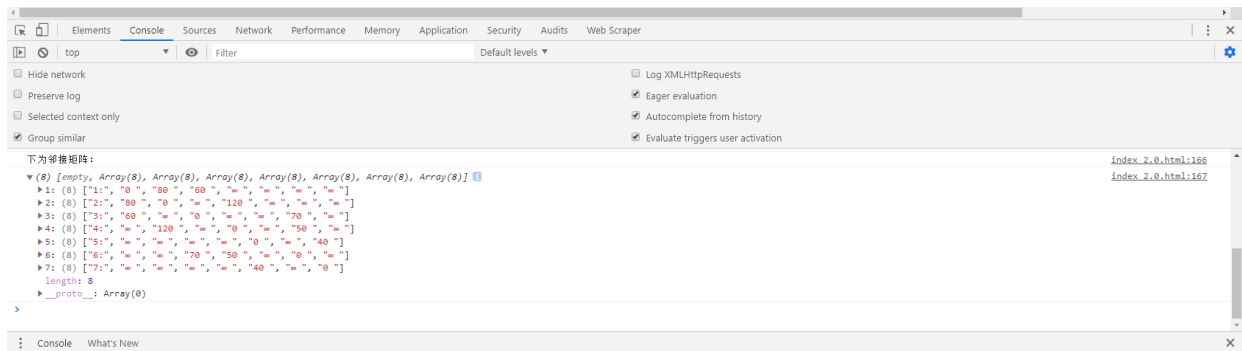 Elements Console Sources Network Performance Memory Application Security Audits Web Scraper
top Filter Default levels
Hide network Log XMLHttpRequests
Preserve log Eager evaluation
Selected context only Autocomplete from history
Group similar Evaluate triggers user activation
下为邻接矩阵: index 2.0.html:166
(8) [empty, Array(8), Array(8), Array(8), Array(8), Array(8), Array(8), Array(8)] index 2.0.html:167
1: (8) ["1:", "0 ", "80 ", "60 ", "∞ ", "∞ ", "∞ ", "∞ "]
2: (8) ["2:", "80 ", "0 ", "∞ ", "120 ", "∞ ", "∞ ", "∞ "]
3: (8) ["3:", "60 ", "∞ ", "0 ", "∞ ", "∞ ", "70 ", "∞ "]
4: (8) ["4:", "∞ ", "120 ", "∞ ", "0 ", "∞ ", "50 ", "∞ "]
5: (8) ["5:", "∞ ", "∞ ", "∞ ", "∞ ", "0 ", "∞ ", "40 "]
6: (8) ["6:", "∞ ", "∞ ", "70 ", "50 ", "∞ ", "0 ", "∞ "]
7: (8) ["7:", "∞ ", "∞ ", "∞ ", "∞ ", "40 ", "∞ ", "0 "]
length: 8
__proto__: Array(0)
Console What's New